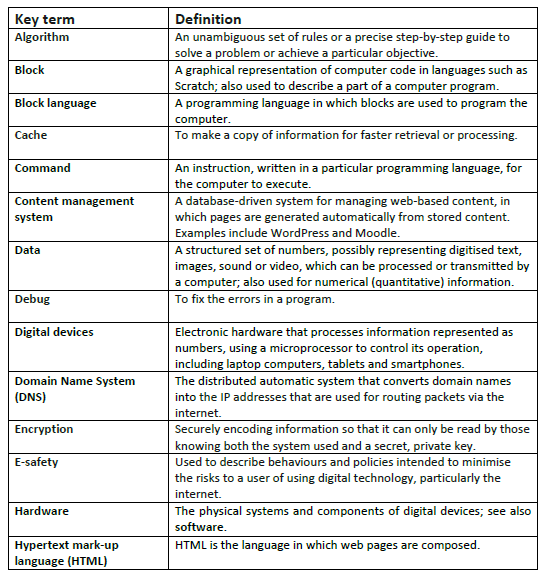 Key term Definition
Algorithm An unambiguous set of rules or a precise step-by-step guide to
solve a problem or achieve a particular objective.
Block A graphical representation of computer code in languages such as
Scratch; also used to describe a part of a computer program.
Block language A programming language in which blocks are used to program the
computer.
Cache To make a copy of information for faster retrieval or processing.
Command An instruction, written in a particular programming language, for
the computer to execute.
Content management A database-driven system for managing web-based content, in
system which pages are generated automatically from stored content.
Examples include WordPress and Moodle.
Data A structured set of numbers, possibly representing digitised text,
images, sound or video, which can be processed or transmitted by
a computer; also used for numerical (quantitative) information.
Debug To fix the errors in a program.
Digital devices Electronic hardware that processes information represented as
numbers, using a microprocessor to control its operation,
including laptop computers, tablets and smartphones.
Domain Name System The distributed automatic system that converts domain names
(DNS) into the IP addresses that are used for routing packets via the
internet.
Encryption Securely encoding information so that it can only be read by those
knowing both the system used and a secret, private key.
E-safety Used to describe behaviours and policies intended to minimise
the risks to a user of using digital technology, particularly the
internet.
Hardware The physical systems and components of digital devices; see also
software.
Hypertext mark-up HTML is the language in which web pages are composed.
language (HTML)